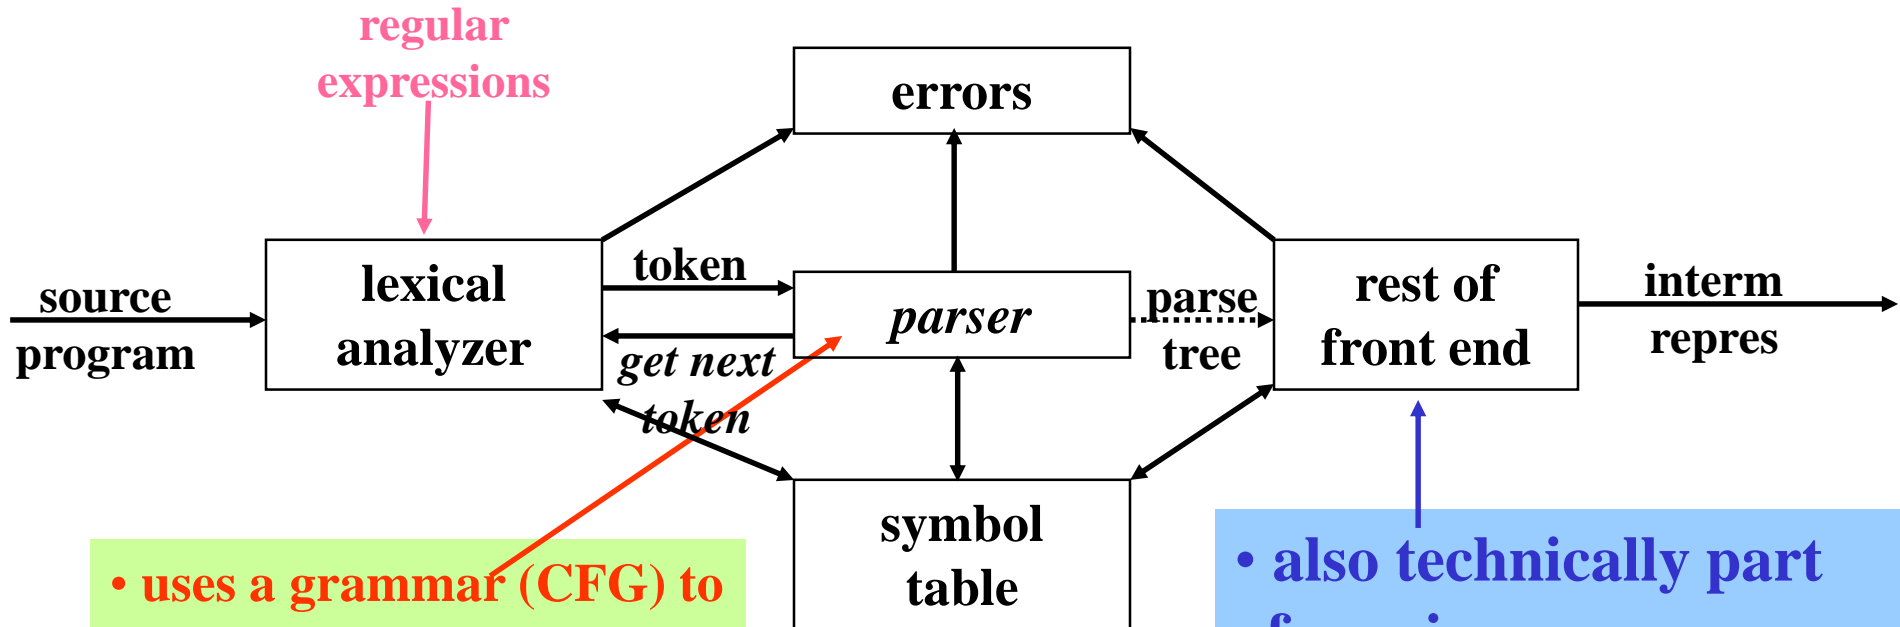 regular
expressions
errors
source
program
lexical
analyzer
token
get next
token
parser
parse
tree
rest of
front end
interm
repres
symbol
table
• uses a grammar (CFG) to
• also technically part